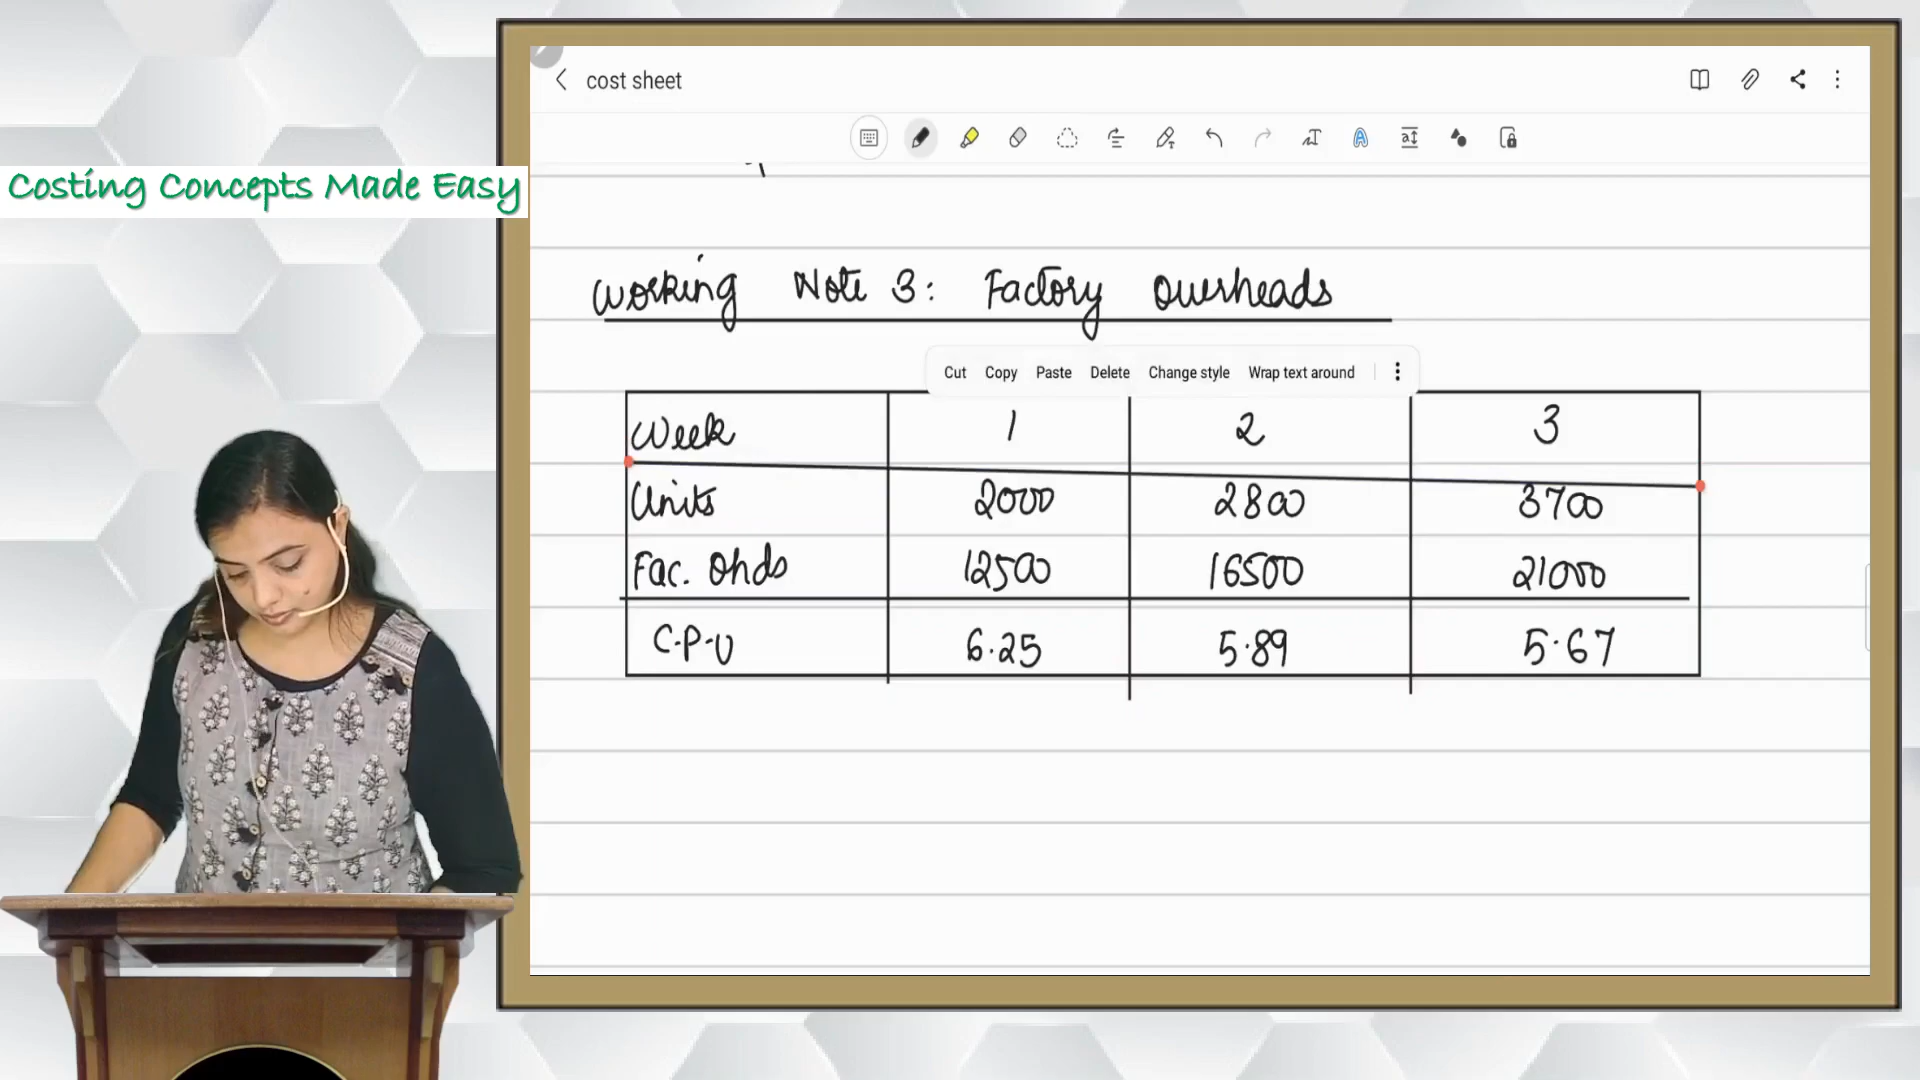 cost sheet
Costing Concepts Made Easy
Working Note 3: Factory Overheads
Cut Copy Paste Delete Change style Wrap text around
Week 1 2 3
Units 2000 2800 3700
Fac. Ohds 12500 16500 21000
C.P.U 6.25 5.89 5.67